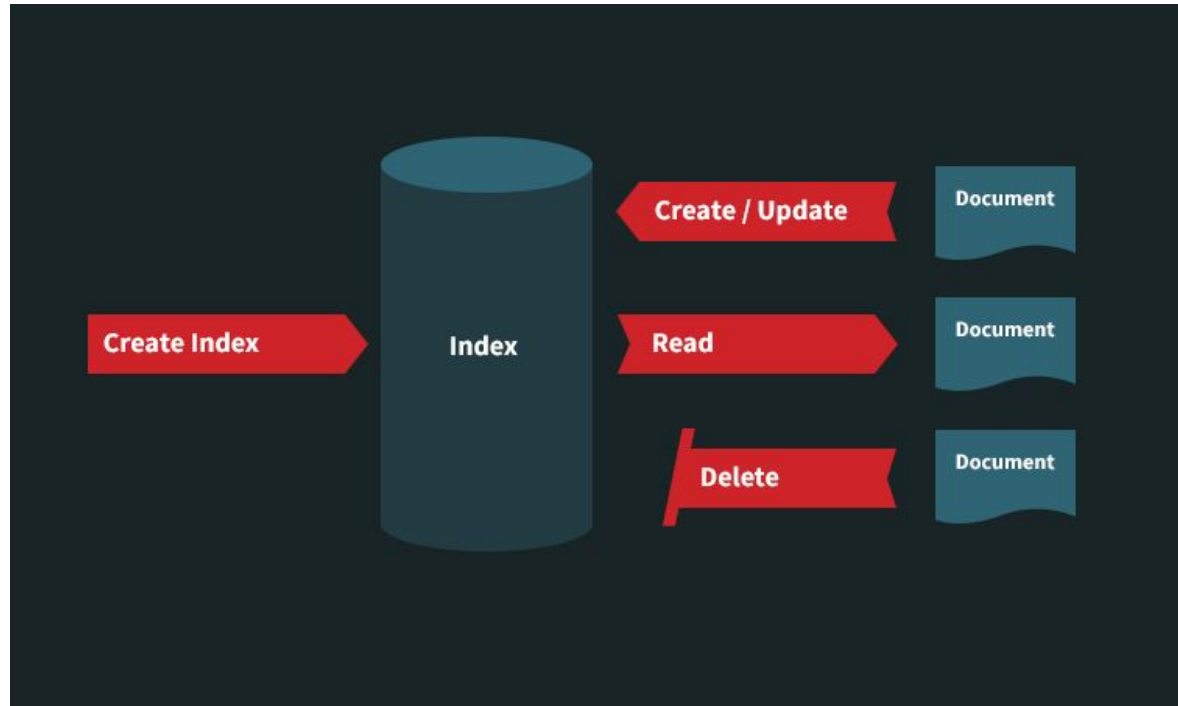 Create / Update
Document
Create Index
Index
Read
Document
Delete
Document